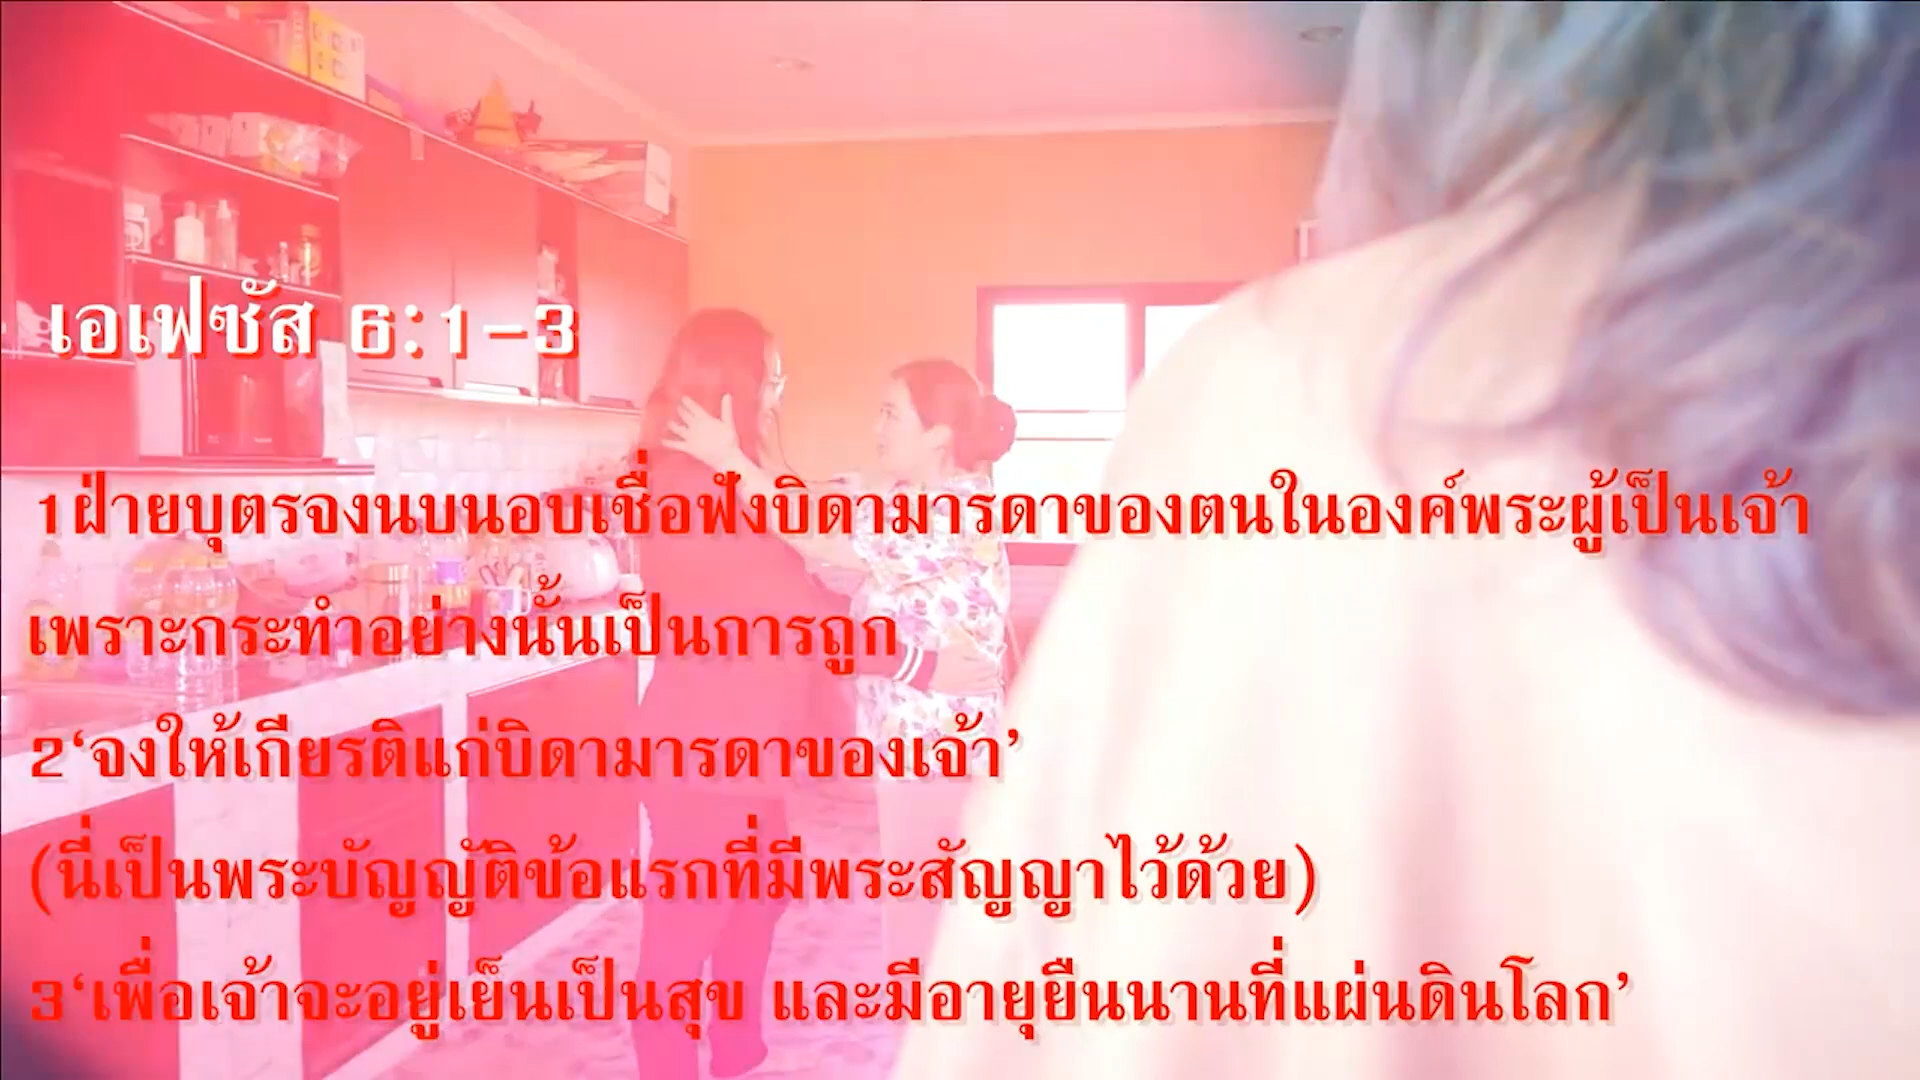 เอเฟซัส 6:1-3
1ฝ่ายบุตรจงนบนอบเชื่อฟังบิดามารดาของตนในองค์พระผู้เป็นเจ้า
เพราะกระทำอย่างนั้นเป็นการถูก
2‘จงให้เกียรติแก่บิดามารดาของเจ้า’
(นี่เป็นพระบัญญัติข้อแรกที่มีพระสัญญาไว้ด้วย)
3‘เพื่อเจ้าจะอยู่เย็นเป็นสุข และมีอายุยืนนานที่แผ่นดินโลก’